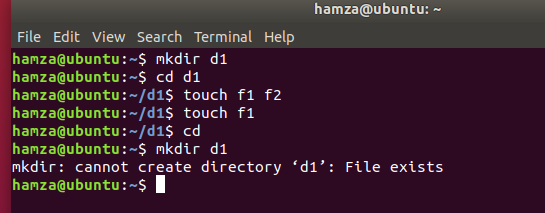 hamza@ubuntu: ~
File Edit View Search Terminal Help
hamza@ubuntu:~$ mkdir d1
hamza@ubuntu:~$ cd d1
hamza@ubuntu:~/d1$ touch f1 f2
hamza@ubuntu:~/d1$ touch f1
hamza@ubuntu:~/d1$ cd
hamza@ubuntu:~$ mkdir d1
mkdir: cannot create directory ‘d1’: File exists
hamza@ubuntu:~$